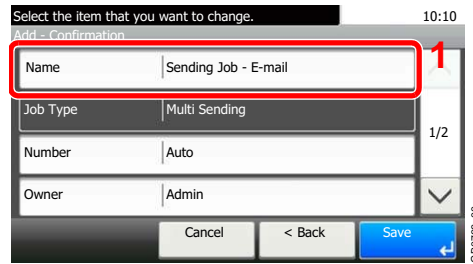 Select the item that you want to change. 10:10
Add - Confirmation
1
Name Sending Job - E-mail
Job Type Multi Sending
1/2
Number Auto
Owner Admin
Cancel < Back Save